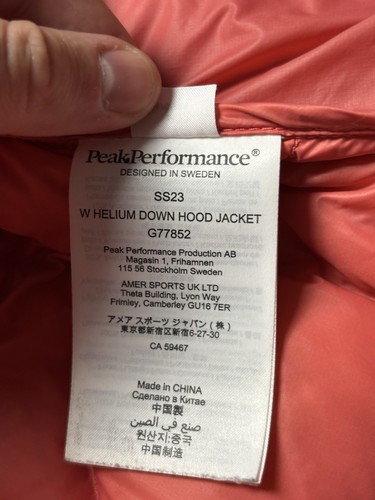 PeakPerformance®
DESIGNED IN SWEDEN
SS23
W HELIUM DOWN HOOD JACKET
G77852
Peak Performance Production AB
Magasin 1, Frihamnen
115 56 Stockholm Sweden
AMER SPORTS UK LTD
Theta Building, Lyon Way
Frimley, Camberley GU16 7ER
アメア スポーツ ジャパン (株)
東京都新宿区新宿6-27-30
CA 59467
Made in CHINA
Сделано в Китае
中国製
صنع في الصين
원산지:중국
中国制造